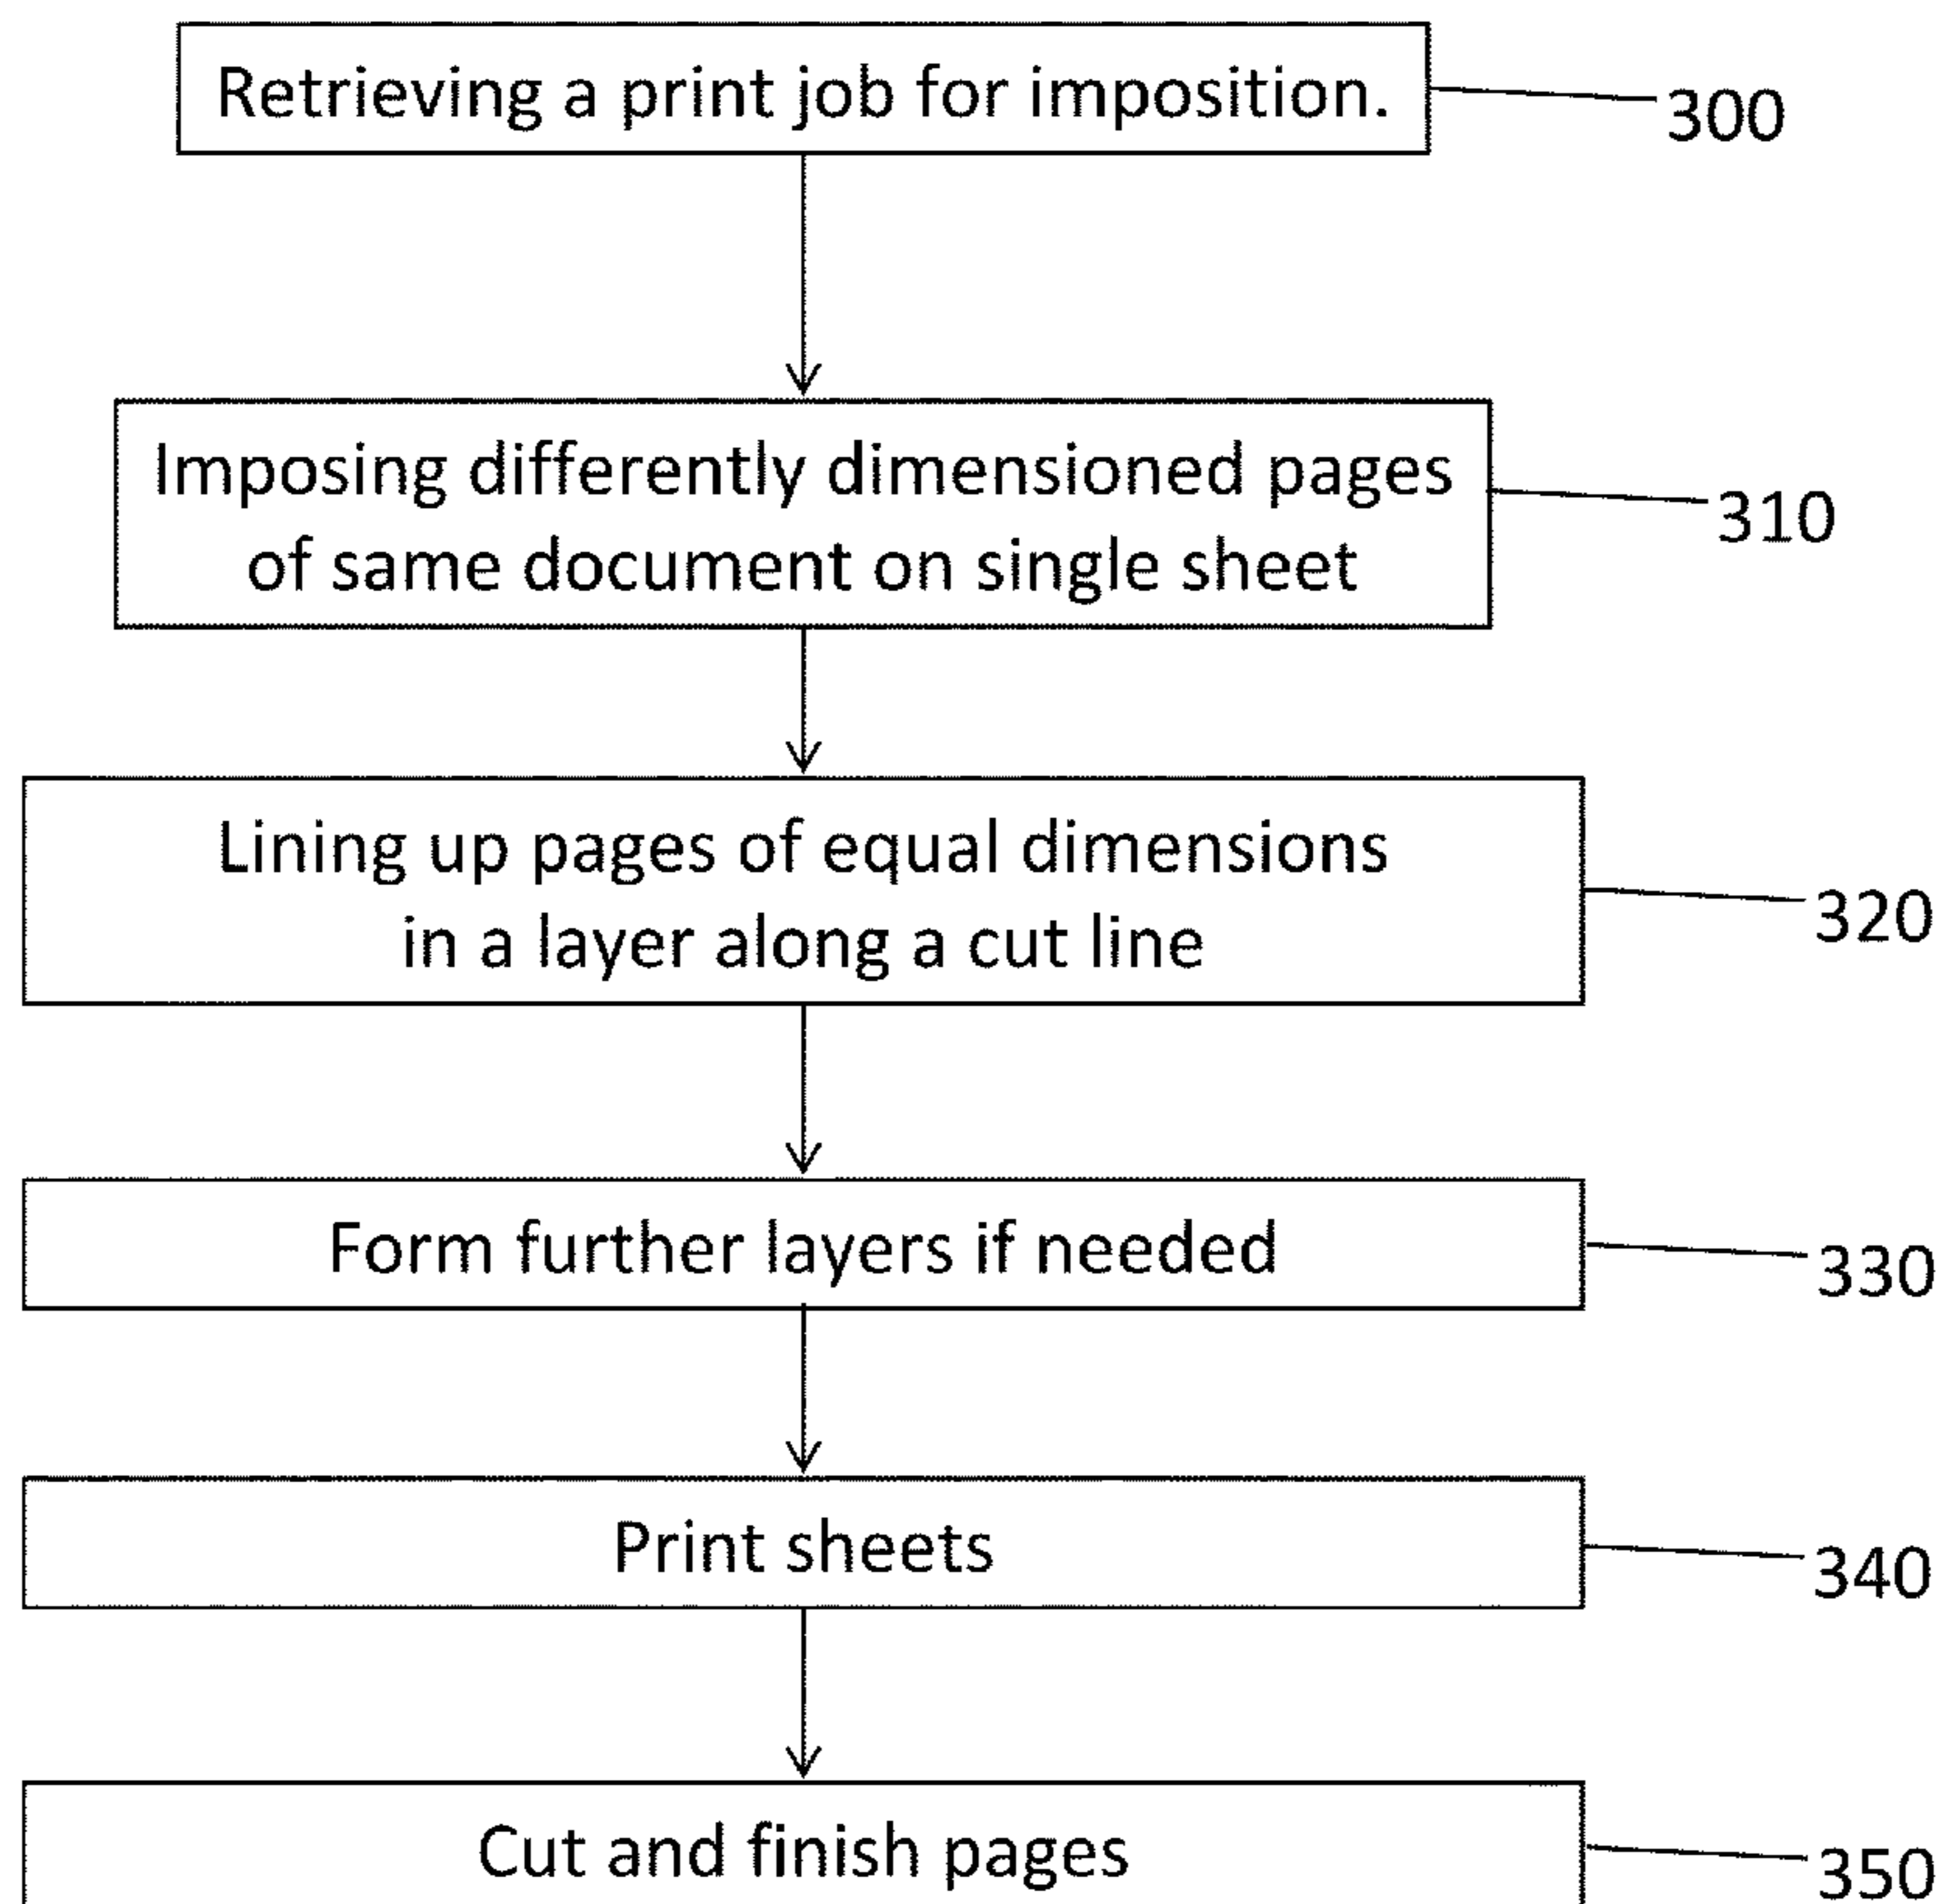 Retrieving a print job for imposition.
300
Imposing differently dimensioned pages
of same document on single sheet
310
Lining up pages of equal dimensions
in a layer along a cut line
320
Form further layers if needed
330
Print sheets
340
Cut and finish pages
350